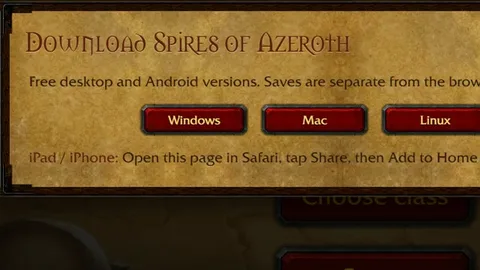 Download Spires of Azeroth
Free desktop and Android versions. Saves are separate from the brow
Windows Mac Linux
iPad / iPhone: Open this page in Safari, tap Share, then Add to Home
Choose class